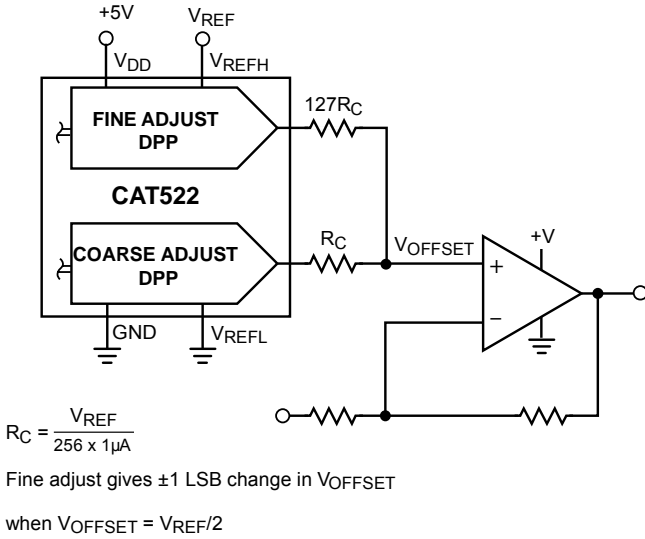 +5V
VREF
VDD
VREFH
FINE ADJUST
DPP
127RC
CAT522
COARSE ADJUST
DPP
RC
VOFFSET
+V
+
−
GND
VREFL
RC = VREF
256 x 1µA
Fine adjust gives ±1 LSB change in VOFFSET
when VOFFSET = VREF/2